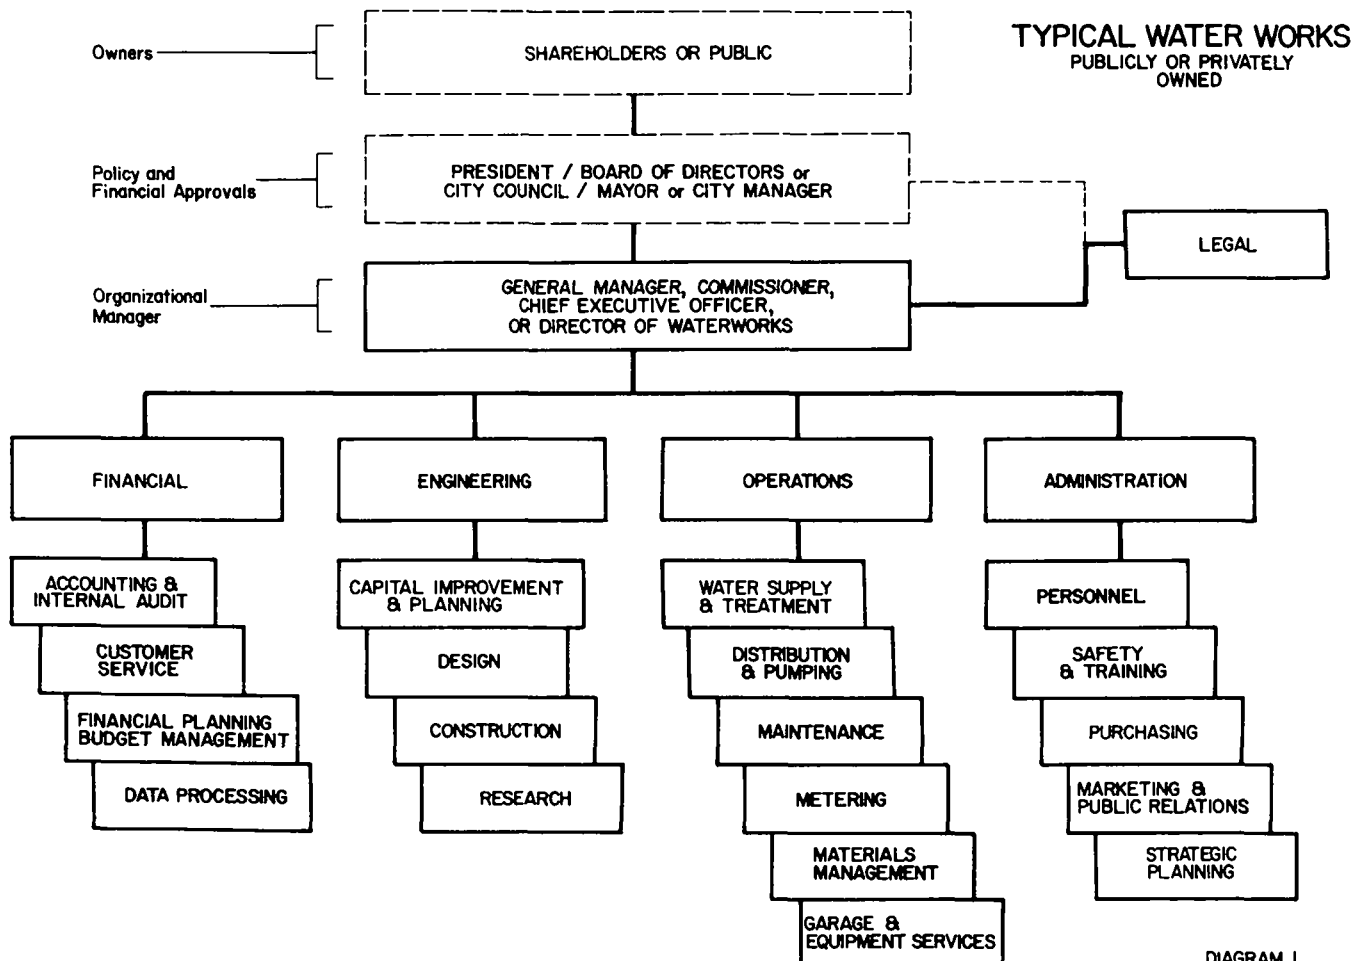 TYPICAL WATER WORKS
PUBLICLY OR PRIVATELY
OWNED
Owners
SHAREHOLDERS OR PUBLIC
Policy and
Financial Approvals
PRESIDENT / BOARD OF DIRECTORS or
CITY COUNCIL / MAYOR or CITY MANAGER
LEGAL
Organizational
Manager
GENERAL MANAGER, COMMISSIONER,
CHIEF EXECUTIVE OFFICER,
OR DIRECTOR OF WATERWORKS
FINANCIAL
ENGINEERING
OPERATIONS
ADMINISTRATION
ACCOUNTING &
INTERNAL AUDIT
CUSTOMER
SERVICE
FINANCIAL PLANNING
BUDGET MANAGEMENT
DATA PROCESSING
CAPITAL IMPROVEMENT
& PLANNING
DESIGN
CONSTRUCTION
RESEARCH
WATER SUPPLY
& TREATMENT
DISTRIBUTION
& PUMPING
MAINTENANCE
METERING
MATERIALS
MANAGEMENT
GARAGE &
EQUIPMENT SERVICES
PERSONNEL
SAFETY
& TRAINING
PURCHASING
MARKETING &
PUBLIC RELATIONS
STRATEGIC
PLANNING
DIAGRAM I